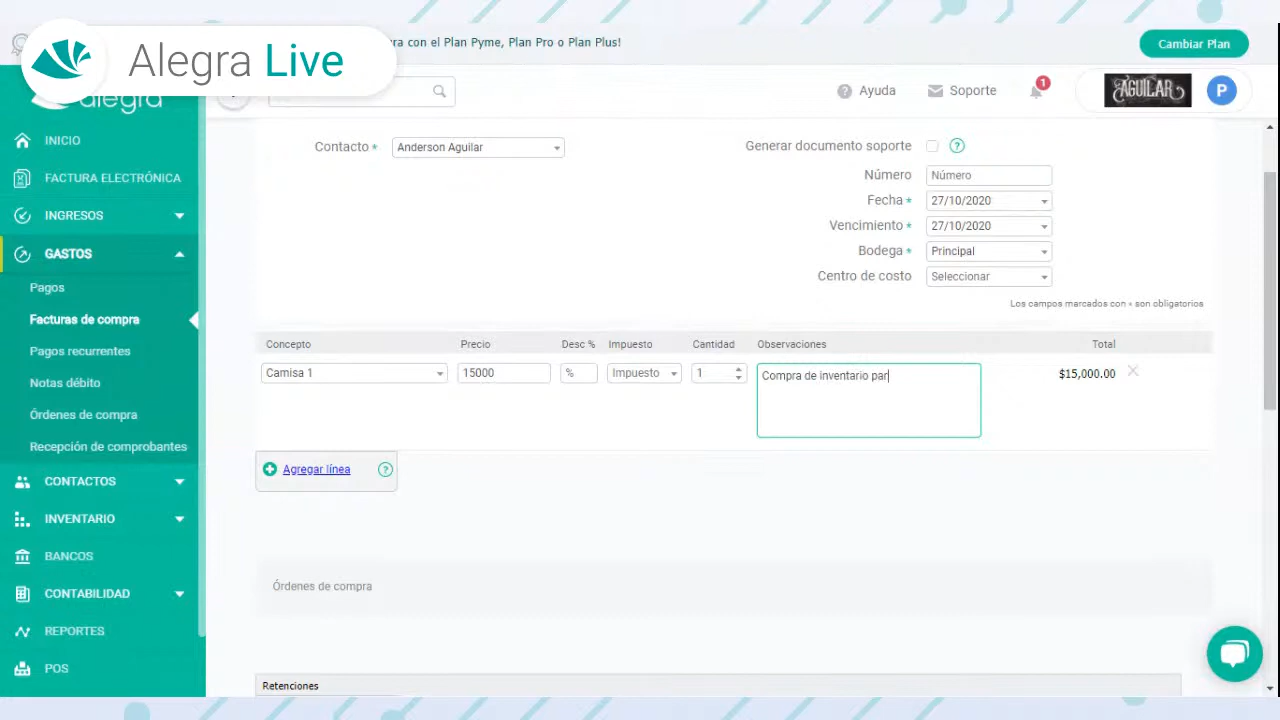 Alegra Live
ra con el Plan Pyme, Plan Pro o Plan Plus!
Cambiar Plan
alegra
Ayuda
Soporte
1
AGUILAR
P
INICIO
FACTURA ELECTRÓNICA
INGRESOS
GASTOS
Pagos
Facturas de compra
Pagos recurrentes
Notas débito
Órdenes de compra
Recepción de comprobantes
CONTACTOS
INVENTARIO
BANCOS
CONTABILIDAD
REPORTES
POS
Contacto * Anderson Aguilar
Generar documento soporte ?
Número Número
Fecha * 27/10/2020
Vencimiento * 27/10/2020
Bodega * Principal
Centro de costo Seleccionar
Los campos marcados con * son obligatorios
Concepto Precio Desc % Impuesto Cantidad Observaciones Total
Camisa 1 15000 % Impuesto 1 Compra de inventario par $15,000.00
Agregar línea ?
Órdenes de compra
Retenciones